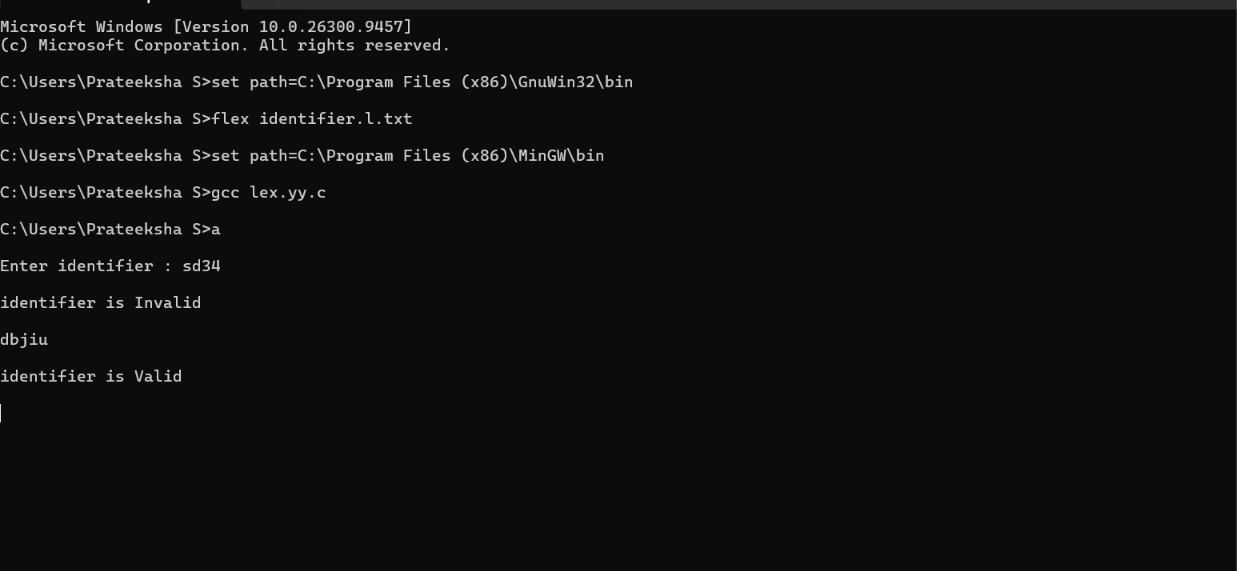 Microsoft Windows [Version 10.0.26300.9457]
(c) Microsoft Corporation. All rights reserved.
C:\Users\Prateeksha S>set path=C:\Program Files (x86)\GnuWin32\bin
C:\Users\Prateeksha S>flex identifier.l.txt
C:\Users\Prateeksha S>set path=C:\Program Files (x86)\MinGW\bin
C:\Users\Prateeksha S>gcc lex.yy.c
C:\Users\Prateeksha S>a
Enter identifier : sd34
identifier is Invalid
dbjiu
identifier is Valid